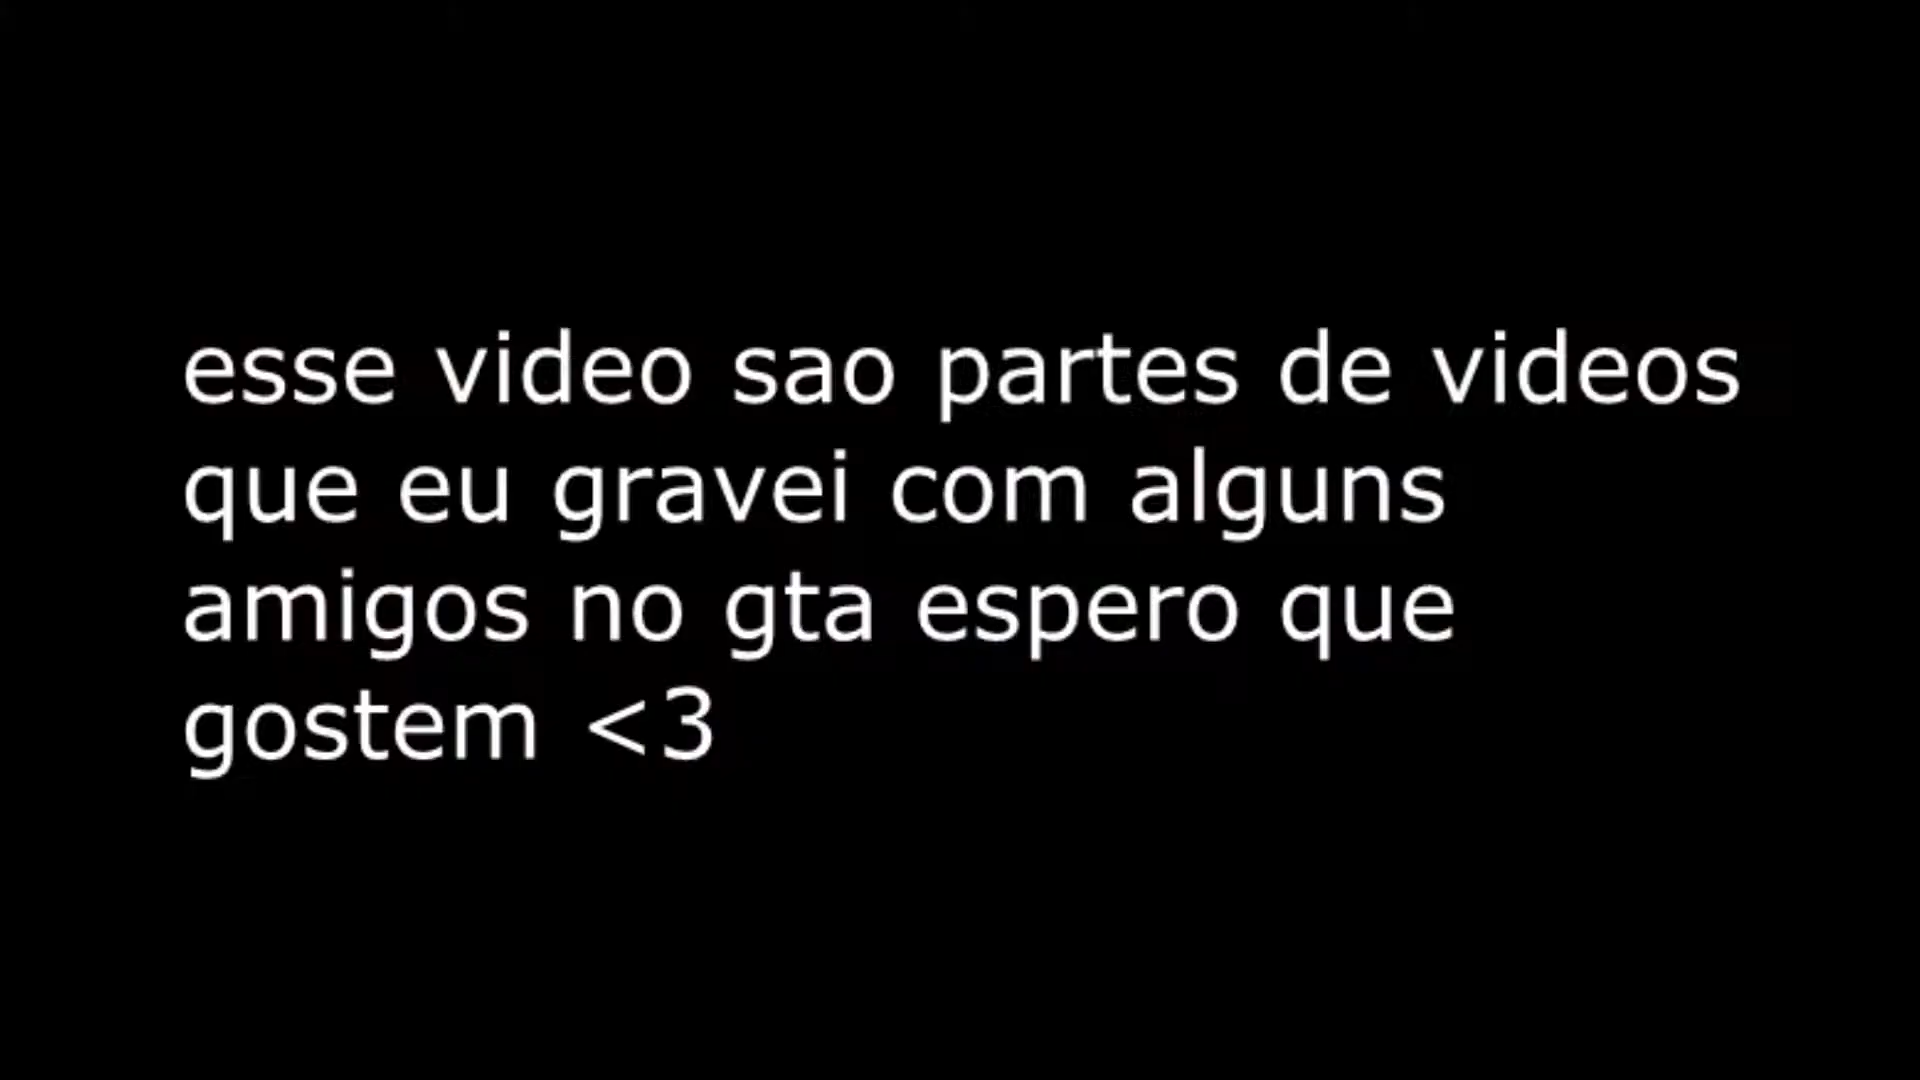 esse video sao partes de videos
que eu gravei com alguns
amigos no gta espero que
gostem <3